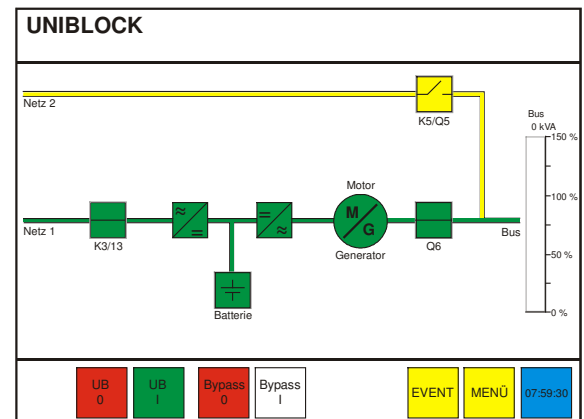 UNIBLOCK
Netz 2
K5/Q5
Bus
0 kVA
150 %
100 %
50 %
0 %
Motor
M
G
Generator
Netz 1
K3/13
Q6
Bus
Batterie
UB
0
UB
I
Bypass
0
Bypass
I
EVENT
MENÜ
07:59:30